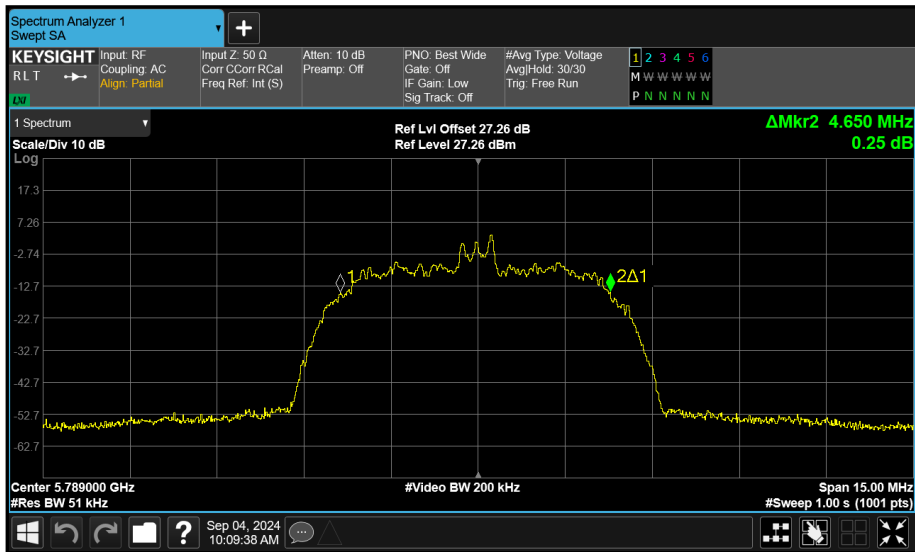 Spectrum Analyzer 1
Swept SA
+
KEYSIGHT
R L T
LXI
Input: RF
Coupling: AC
Align: Partial
Input Z: 50 Ω
Corr CCorr RCal
Freq Ref: Int (S)
Atten: 10 dB
Preamp: Off
PNO: Best Wide
Gate: Off
IF Gain: Low
Sig Track: Off
#Avg Type: Voltage
Avg|Hold: 30/30
Trig: Free Run
1 2 3 4 5 6
M W W W W W
P N N N N N
1 Spectrum
Scale/Div 10 dB
Ref Lvl Offset 27.26 dB
Ref Level 27.26 dBm
ΔMkr2 4.650 MHz
0.25 dB
Log
17.3
7.26
-2.74
1
2Δ1
-12.7
-22.7
-32.7
-42.7
-52.7
-62.7
Center 5.789000 GHz
#Video BW 200 kHz
Span 15.00 MHz
#Res BW 51 kHz
#Sweep 1.00 s (1001 pts)
?
Sep 04, 2024
10:09:38 AM